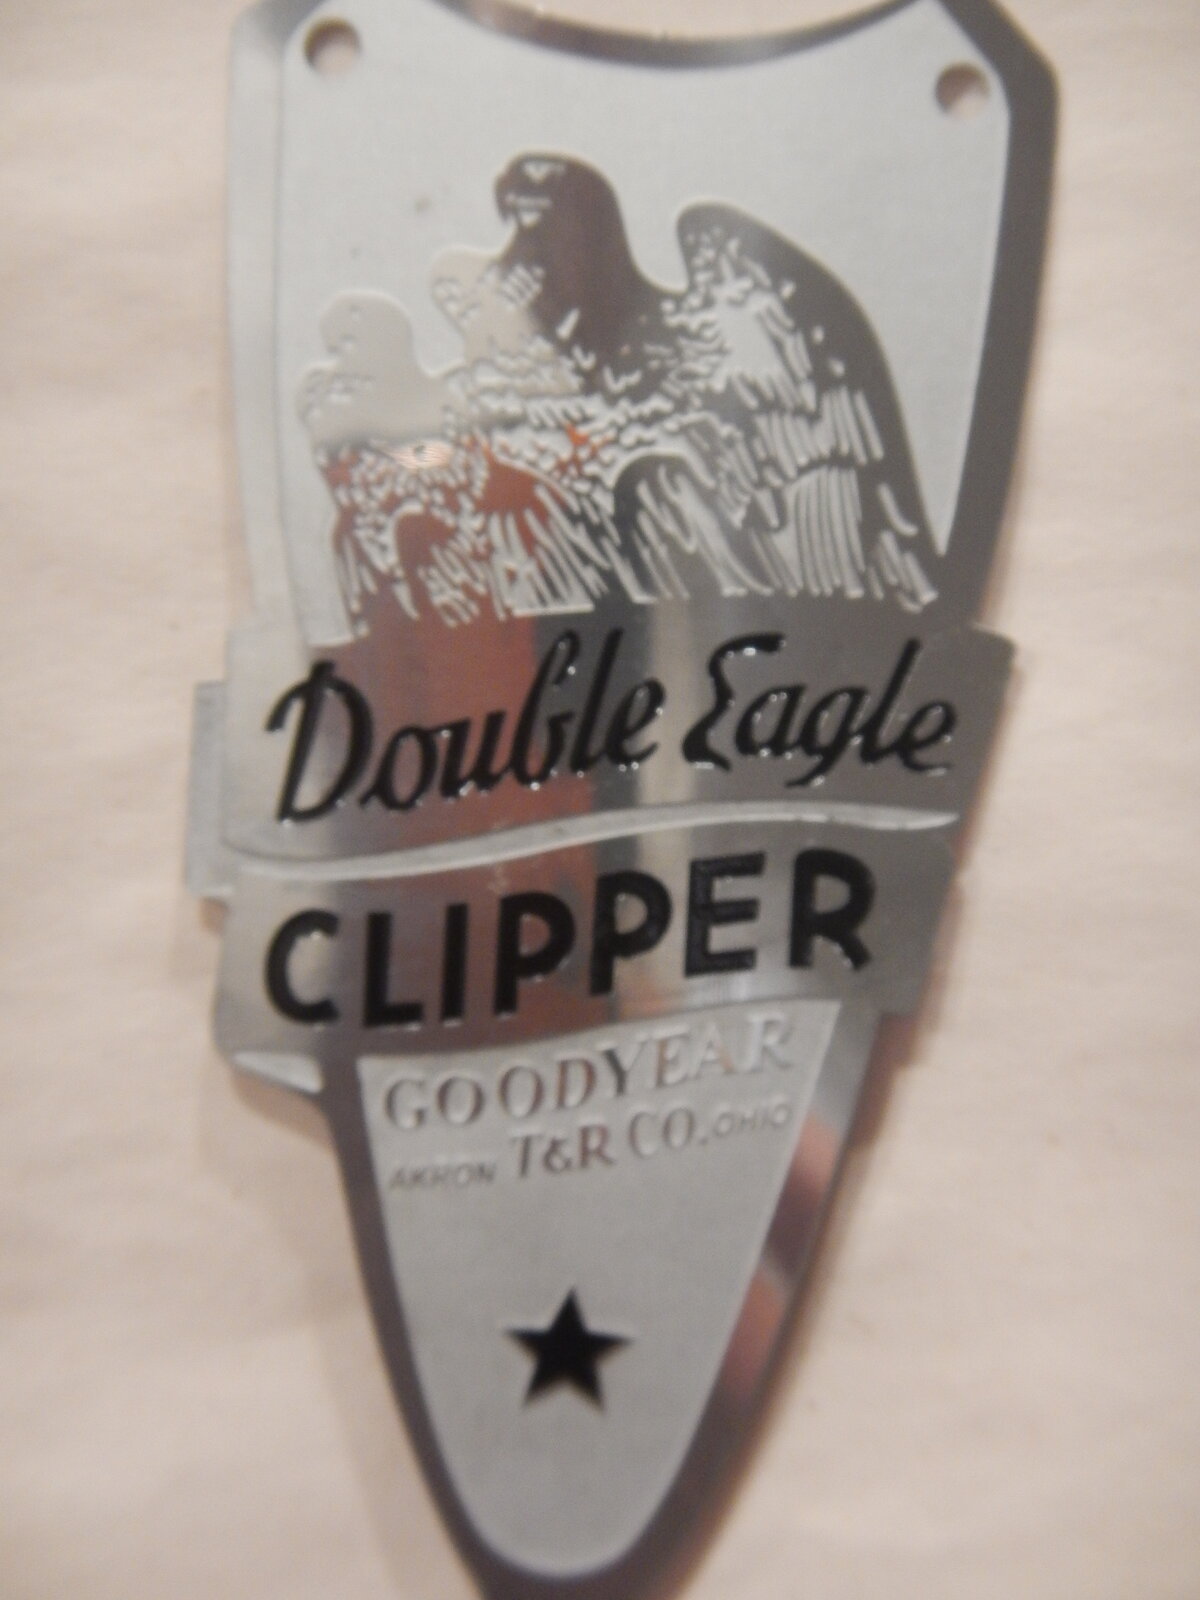 Double Eagle
CLIPPER
GOODYEAR
AKRON T&R CO. OHIO